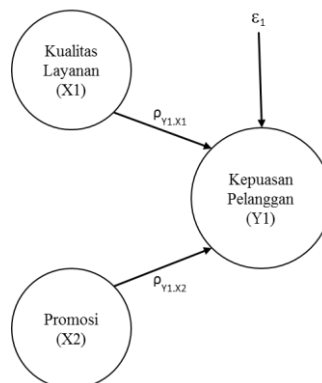 Kualitas
Layanan
(X1)
ε1
ρY1.X1
Kepuasan
Pelanggan
(Y1)
ρY1.X2
Promosi
(X2)